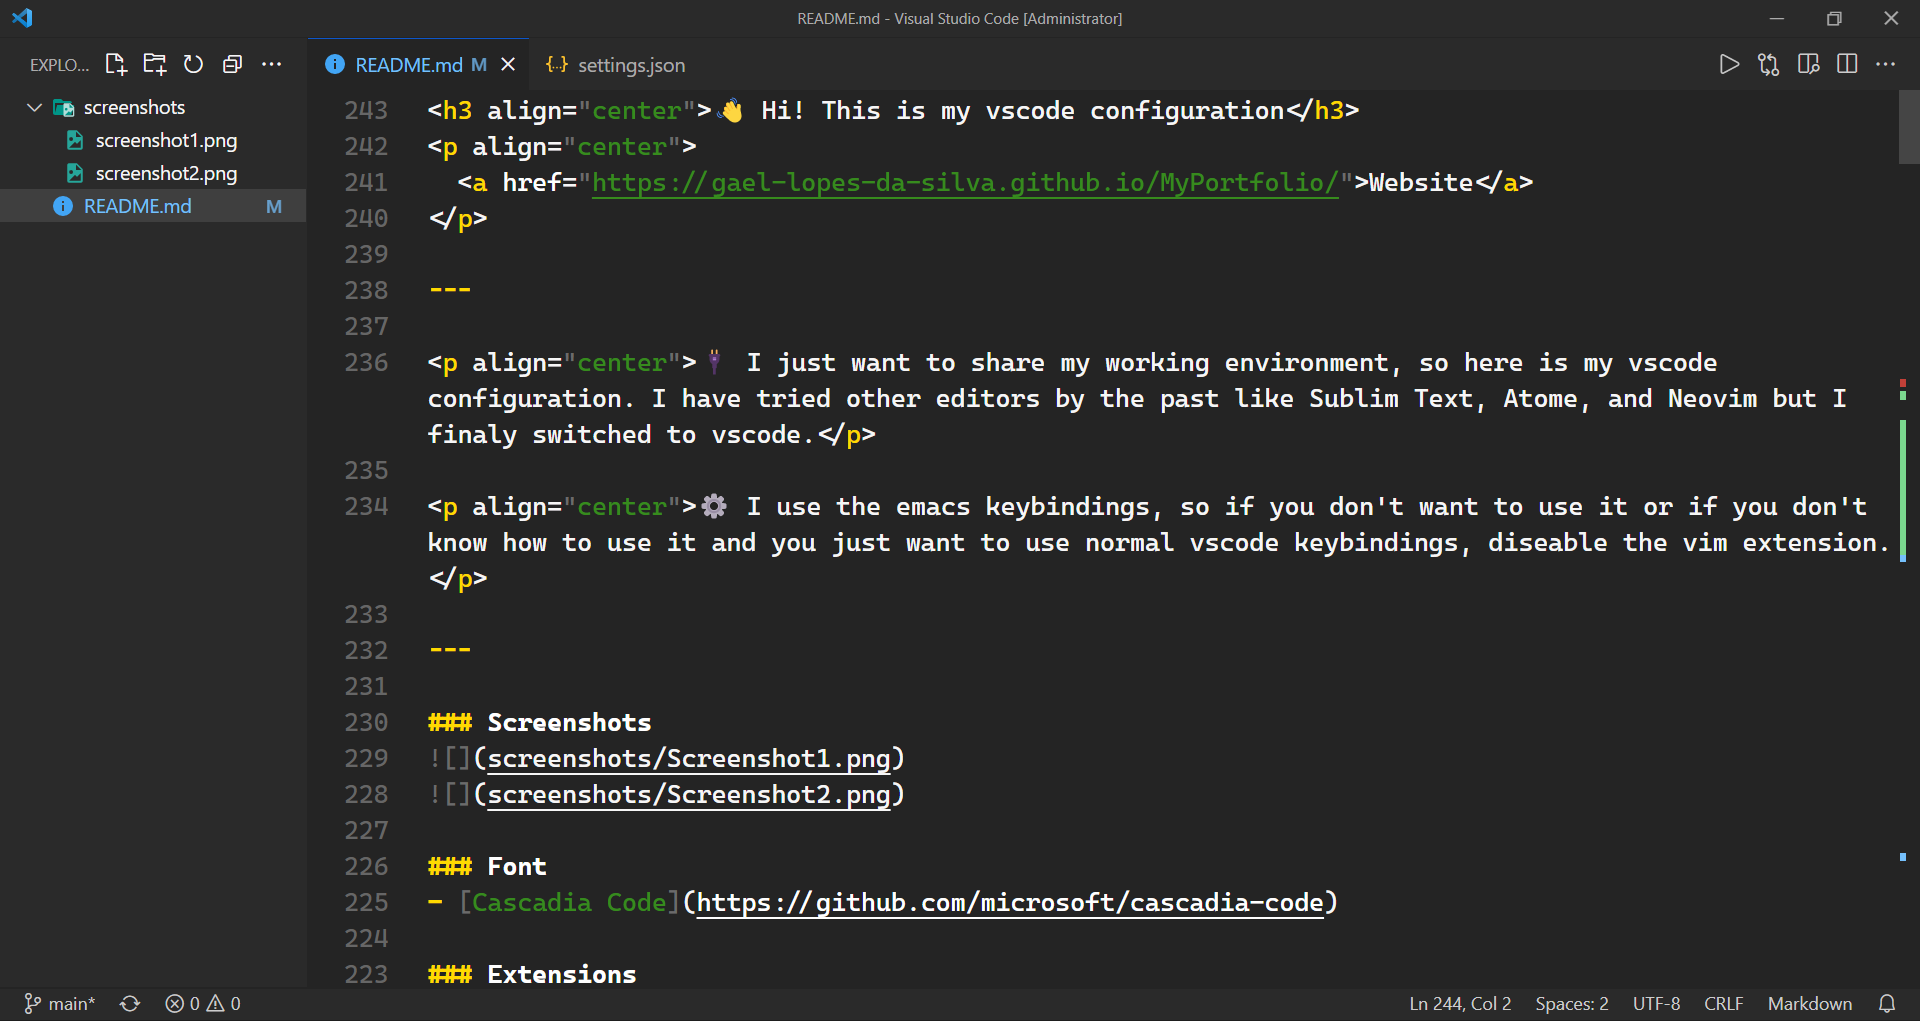 README.md - Visual Studio Code [Administrator]
EXPLO...
README.md M
settings.json
screenshots
screenshot1.png
screenshot2.png
README.md M
243 <h3 align="center">👋 Hi! This is my vscode configuration</h3>
242 <p align="center">
241 <a href="https://gael-lopes-da-silva.github.io/MyPortfolio/">Website</a>
240 </p>
239
238 ---
237
236 <p align="center">🔌 I just want to share my working environment, so here is my vscode
configuration. I have tried other editors by the past like Sublim Text, Atome, and Neovim but I
finaly switched to vscode.</p>
235
234 <p align="center">⚙️ I use the emacs keybindings, so if you don't want to use it or if you don't
know how to use it and you just want to use normal vscode keybindings, diseable the vim extension.
</p>
233
232 ---
231
230 ### Screenshots
229 ![](screenshots/Screenshot1.png)
228 ![](screenshots/Screenshot2.png)
227
226 ### Font
225 - [Cascadia Code](https://github.com/microsoft/cascadia-code)
224
223 ### Extensions
main* 0 0 Ln 244, Col 2 Spaces: 2 UTF-8 CRLF Markdown